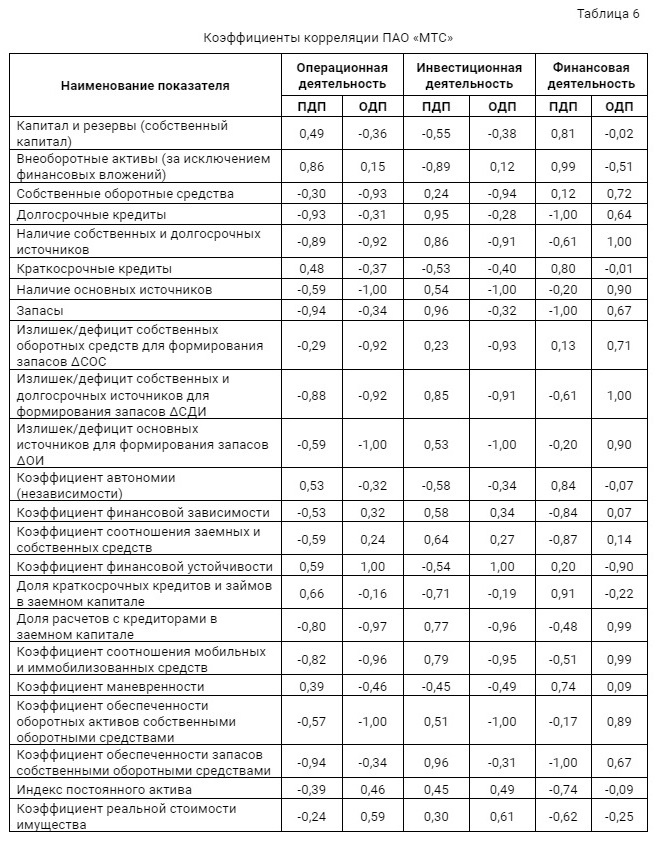 Таблица 6
Коэффициенты корреляции ПАО «МТС»
Наименование показателя Операционная деятельность Инвестиционная деятельность Финансовая деятельность
ПДП ОДП ПДП ОДП ПДП ОДП
Капитал и резервы (собственный
капитал) 0,49 -0,36 -0,55 -0,38 0,81 -0,02
Внеоборотные активы (за исключением
финансовых вложений) 0,86 0,15 -0,89 0,12 0,99 -0,51
Собственные оборотные средства -0,30 -0,93 0,24 -0,94 0,12 0,72
Долгосрочные кредиты -0,93 -0,31 0,95 -0,28 -1,00 0,64
Наличие собственных и долгосрочных
источников -0,89 -0,92 0,86 -0,91 -0,61 1,00
Краткосрочные кредиты 0,48 -0,37 -0,53 -0,40 0,80 -0,01
Наличие основных источников -0,59 -1,00 0,54 -1,00 -0,20 0,90
Запасы -0,94 -0,34 0,96 -0,32 -1,00 0,67
Излишек/дефицит собственных
оборотных средств для формирования
запасов ΔСОС -0,29 -0,92 0,23 -0,93 0,13 0,71
Излишек/дефицит собственных и
долгосрочных источников для
формирования запасов ΔСДИ -0,88 -0,92 0,85 -0,91 -0,61 1,00
Излишек/дефицит основных
источников для формирования запасов
ΔОИ -0,59 -1,00 0,53 -1,00 -0,20 0,90
Коэффициент автономии
(независимости) 0,53 -0,32 -0,58 -0,34 0,84 -0,07
Коэффициент финансовой зависимости -0,53 0,32 0,58 0,34 -0,84 0,07
Коэффициент соотношения заемных и
собственных средств -0,59 0,24 0,64 0,27 -0,87 0,14
Коэффициент финансовой устойчивости 0,59 1,00 -0,54 1,00 0,20 -0,90
Доля краткосрочных кредитов и займов
в заемном капитале 0,66 -0,16 -0,71 -0,19 0,91 -0,22
Доля расчетов с кредиторами в
заемном капитале -0,80 -0,97 0,77 -0,96 -0,48 0,99
Коэффициент соотношения мобильных
и иммобилизованных средств -0,82 -0,96 0,79 -0,95 -0,51 0,99
Коэффициент маневренности 0,39 -0,46 -0,45 -0,49 0,74 0,09
Коэффициент обеспеченности
оборотных активов собственными
оборотными средствами -0,57 -1,00 0,51 -1,00 -0,17 0,89
Коэффициент обеспеченности запасов
собственными оборотными средствами -0,94 -0,34 0,96 -0,31 -1,00 0,67
Индекс постоянного актива -0,39 0,46 0,45 0,49 -0,74 -0,09
Коэффициент реальной стоимости
имущества -0,24 0,59 0,30 0,61 -0,62 -0,25